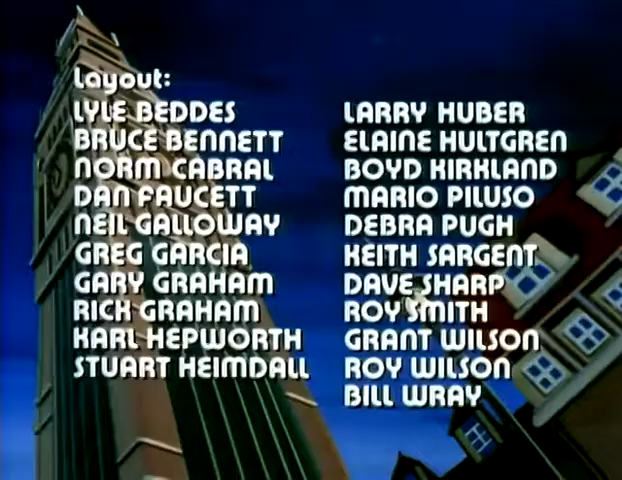 Layout:
LYLE BEDDES
BRUCE BENNETT
NORM CABRAL
DAN FAUCETT
NEIL GALLOWAY
GREG GARCIA
GARY GRAHAM
RICK GRAHAM
KARL HEPWORTH
STUART HEIMDALL
LARRY HUBER
ELAINE HULTGREN
BOYD KIRKLAND
MARIO PILUSO
DEBRA PUGH
KEITH SARGENT
DAVE SHARP
ROY SMITH
GRANT WILSON
ROY WILSON
BILL WRAY